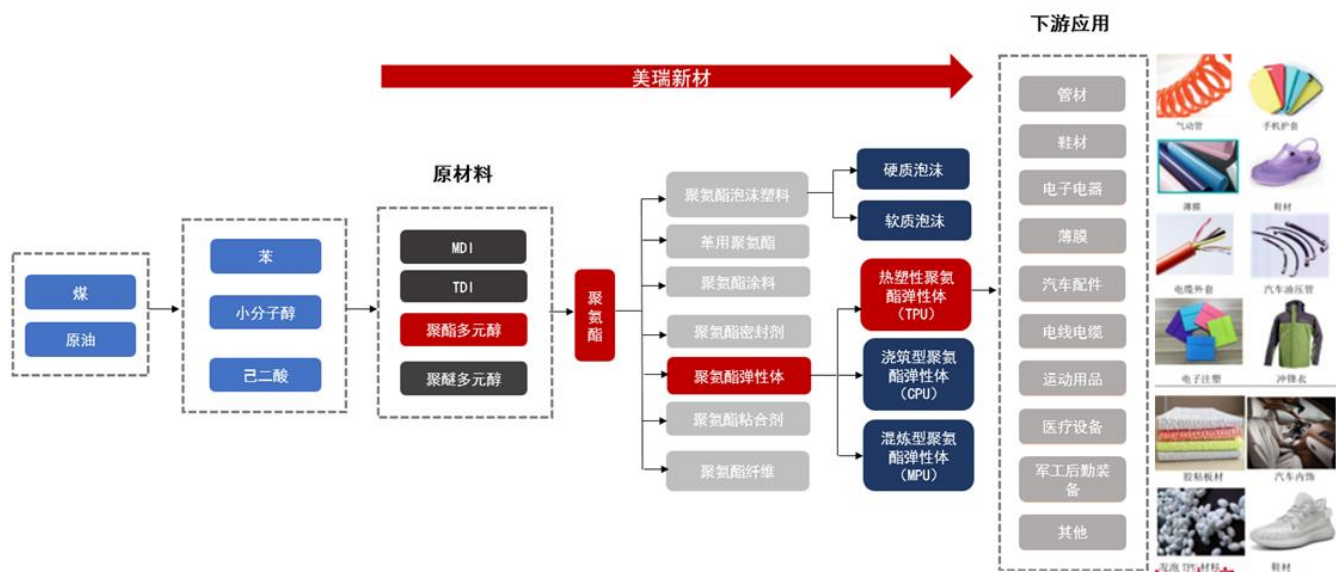 下游应用
美瑞新材
原材料
煤
原油
苯
小分子醇
己二酸
MDI
TDI
聚酯多元醇
聚醚多元醇
聚氨酯
聚氨酯泡沫塑料
革用聚氨酯
聚氨酯涂料
聚氨酯密封剂
聚氨酯弹性体
聚氨酯粘合剂
聚氨酯纤维
硬质泡沫
软质泡沫
热塑性聚氨
酯弹性体
（TPU）
浇筑型聚氨
酯弹性体
（CPU）
混炼型聚氨
酯弹性体
（MPU）
管材
鞋材
电子电器
薄膜
汽车配件
电线电缆
运动用品
医疗设备
军工后勤装
备
其他
气动管
手机护套
薄膜
鞋材
电缆外套
汽车油压管
电子注塑
冲锋衣
胶粘板材
汽车内饰
发泡TPU材料
鞋材